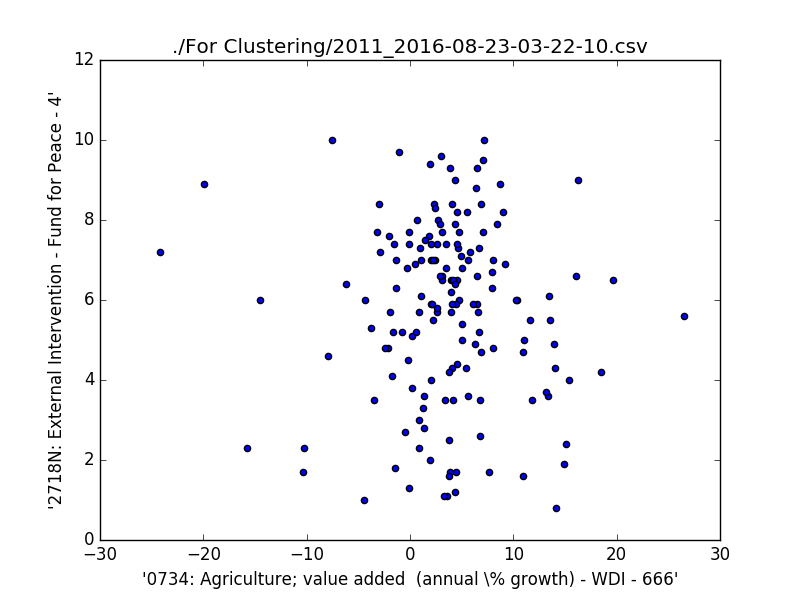 ./For Clustering/2011_2016-08-23-03-22-10.csv
'2718N: External Intervention - Fund for Peace - 4'
12
10
8
6
4
2
0
−30 −20 −10 0 10 20 30
'0734: Agriculture; value added  (annual \% growth) - WDI - 666'